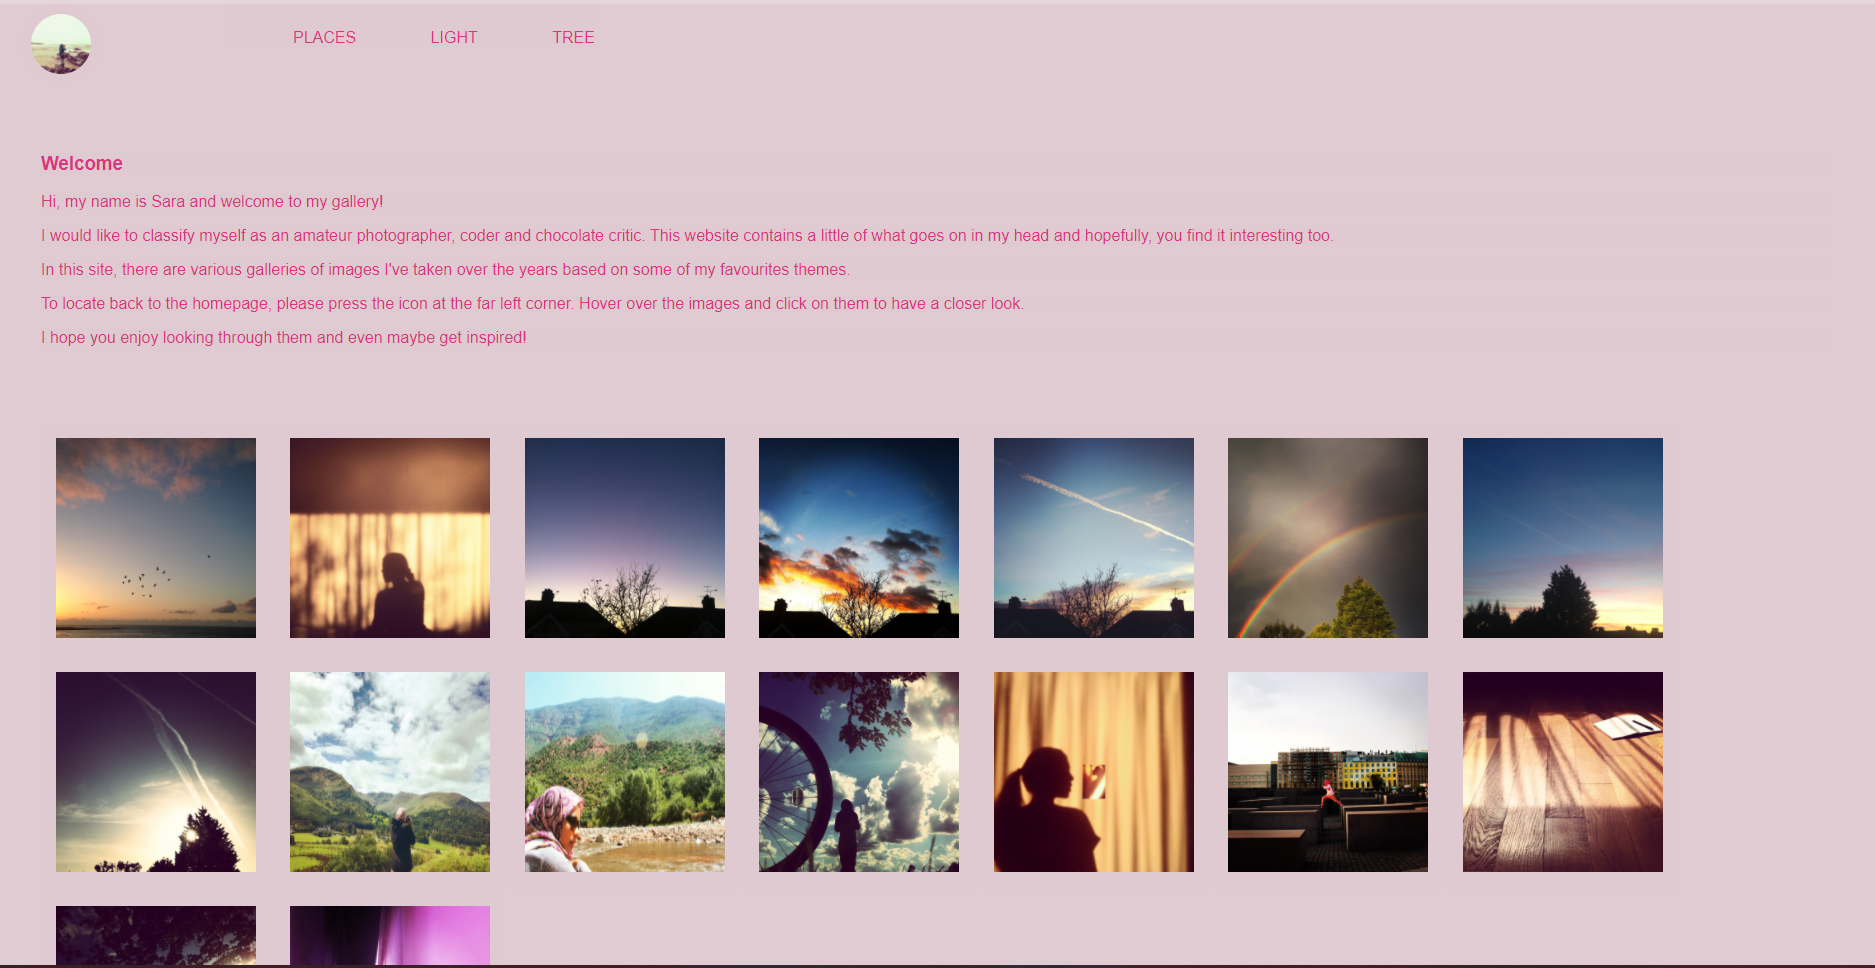 PLACES LIGHT TREE
Welcome
Hi, my name is Sara and welcome to my gallery!
I would like to classify myself as an amateur photographer, coder and chocolate critic. This website contains a little of what goes on in my head and hopefully, you find it interesting too.
In this site, there are various galleries of images I've taken over the years based on some of my favourites themes.
To locate back to the homepage, please press the icon at the far left corner. Hover over the images and click on them to have a closer look.
I hope you enjoy looking through them and even maybe get inspired!